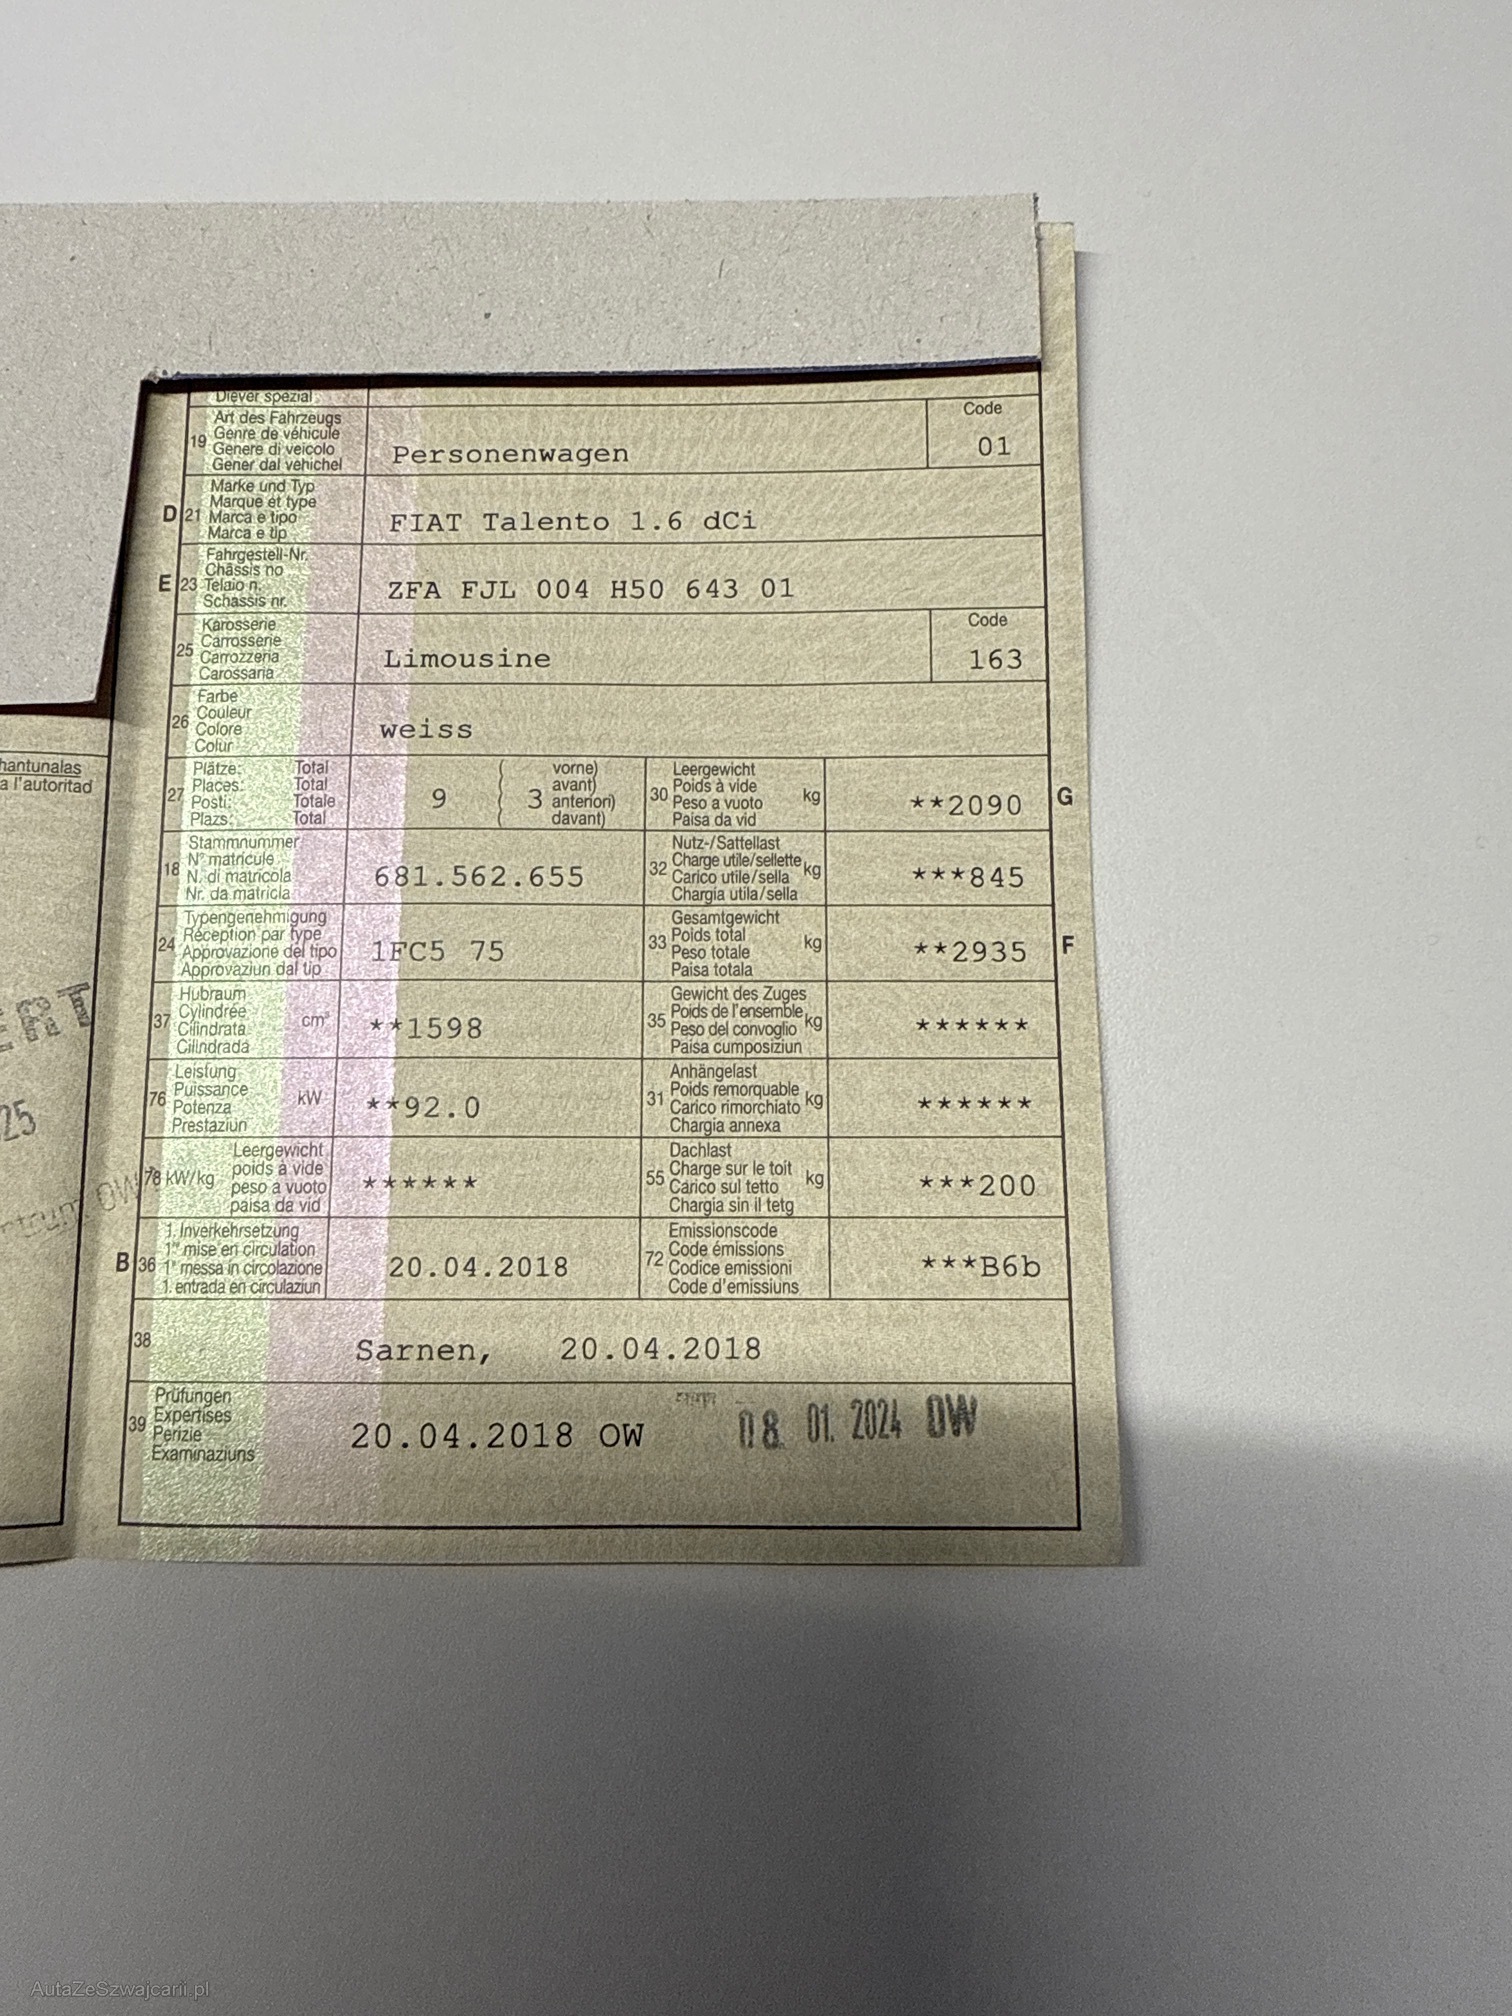 Diever spezial
19 Art des Fahrzeugs
Genre de véhicule
Genere di veicolo
Gener dal vehichel
Personenwagen
Code
01
D 21 Marke und Typ
Marque et type
Marca e tipo
Marca e tip
FIAT Talento 1.6 dCi
E 23 Fahrgestell-Nr.
Châssis no
Telaio n.
Schassis nr.
ZFA FJL 004 H50 643 01
25 Karosserie
Carrosserie
Carrozzeria
Carossaria
Limousine
Code
163
26 Farbe
Couleur
Colore
Colur
weiss
27 Plätze: Total
Places: Total
Posti: Totale
Plazs: Total
9
( vorne)
( avant)
( 3 anteriori)
( davant)
30 Leergewicht
Poids à vide
Peso a vuoto
Paisa da vid
kg
**2090
G
18 Stammnummer
N° matricule
N. di matricola
Nr. da matricla
681.562.655
32 Nutz-/Sattellast
Charge utile/sellette
Carico utile/sella
Chargia utila/sella
kg
***845
24 Typengenehmigung
Réception par type
Approvazione del tipo
Approvaziun dal tip
1FC5 75
33 Gesamtgewicht
Poids total
Peso totale
Paisa totala
kg
**2935
F
37 Hubraum
Cylindrée
Cilindrata
Cilindrada
cm³
**1598
35 Gewicht des Zuges
Poids de l'ensemble
Peso del convoglio
Paisa cumposiziun
kg
******
76 Leistung
Puissance
Potenza
Prestaziun
kW
**92.0
31 Anhängelast
Poids remorquable
Carico rimorchiato
Chargia annexa
kg
******
78 kW/kg
Leergewicht
poids à vide
peso a vuoto
paisa da vid
******
55 Dachlast
Charge sur le toit
Carico sul tetto
Chargia sin il tetg
kg
***200
B 36 1. Inverkehrsetzung
1re mise en circulation
1a messa in circolazione
1. entrada en circulaziun
20.04.2018
72 Emissionscode
Code émissions
Codice emissioni
Code d'emissiuns
***B6b
38 Sarnen, 20.04.2018
39 Prüfungen
Expertises
Perizie
Examinaziuns
20.04.2018 OW
08. 01. 2024 OW
hantunalas
a l'autoritad
25
OW
AutaZeSzwajcarii.pl